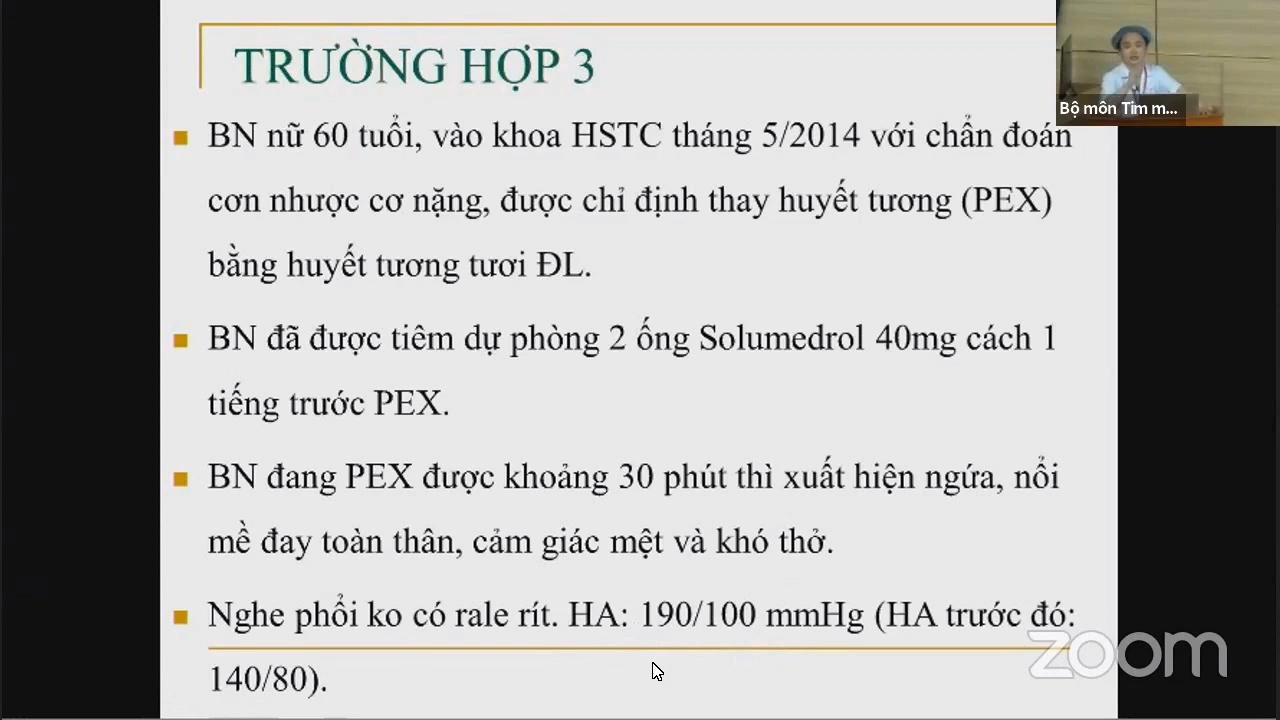 TRƯỜNG HỢP 3
Bộ môn Tim m...
BN nữ 60 tuổi, vào khoa HSTC tháng 5/2014 với chẩn đoán
cơn nhược cơ nặng, được chỉ định thay huyết tương (PEX)
bằng huyết tương tươi ĐL.
BN đã được tiêm dự phòng 2 ống Solumedrol 40mg cách 1
tiếng trước PEX.
BN đang PEX được khoảng 30 phút thì xuất hiện ngứa, nổi
mề đay toàn thân, cảm giác mệt và khó thở.
Nghe phổi ko có rale rít. HA: 190/100 mmHg (HA trước đó:
140/80).
zoom